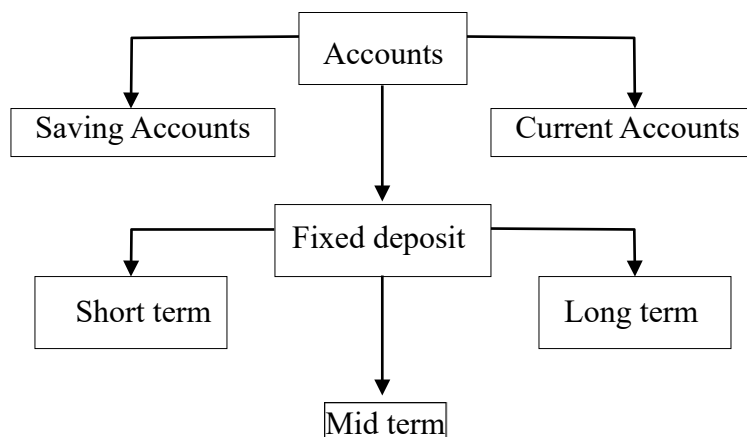 Accounts
Saving Accounts
Current Accounts
Fixed deposit
Short term
Long term
Mid term